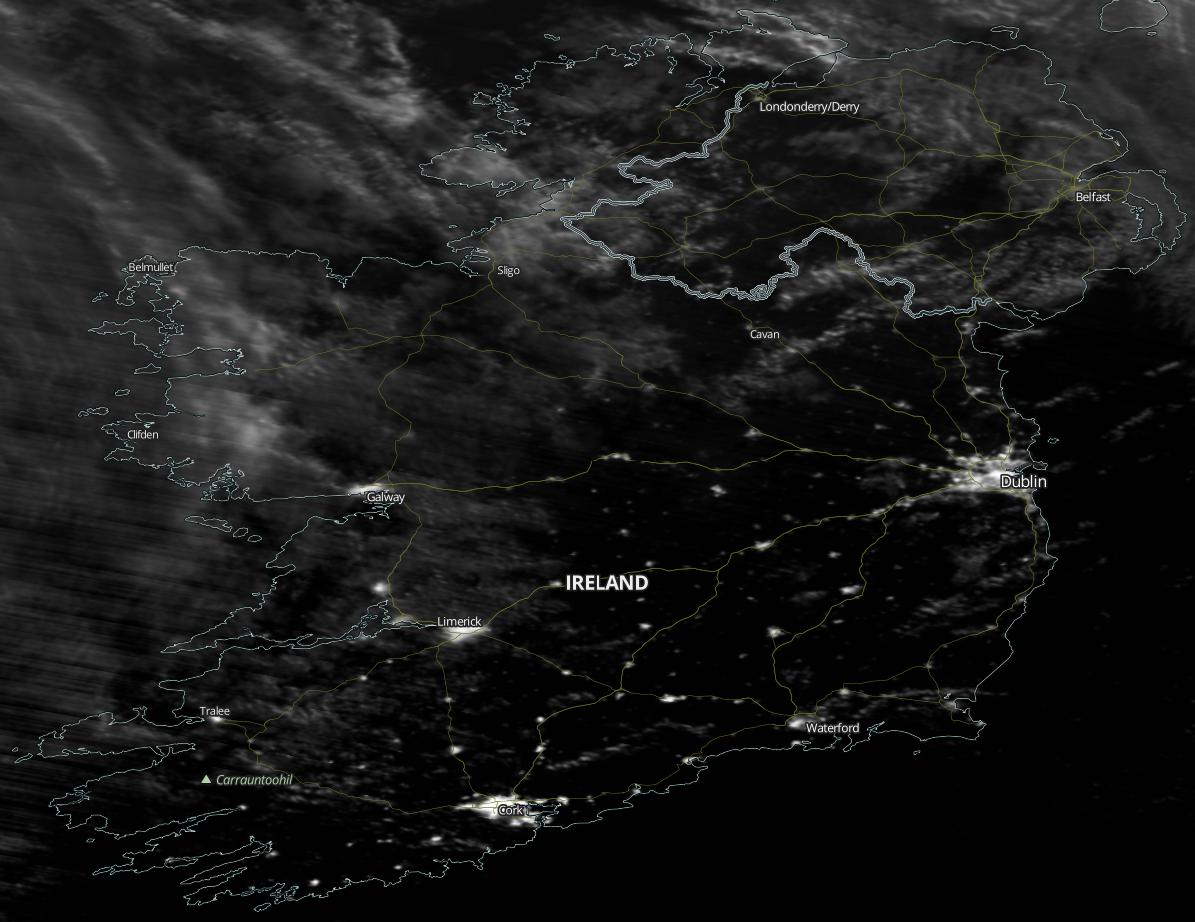 Londonderry/Derry
Belfast
Belmullet
Sligo
Cavan
Clifden
Galway
Dublin
IRELAND
Limerick
Tralee
Waterford
Carrauntoohil
Cork